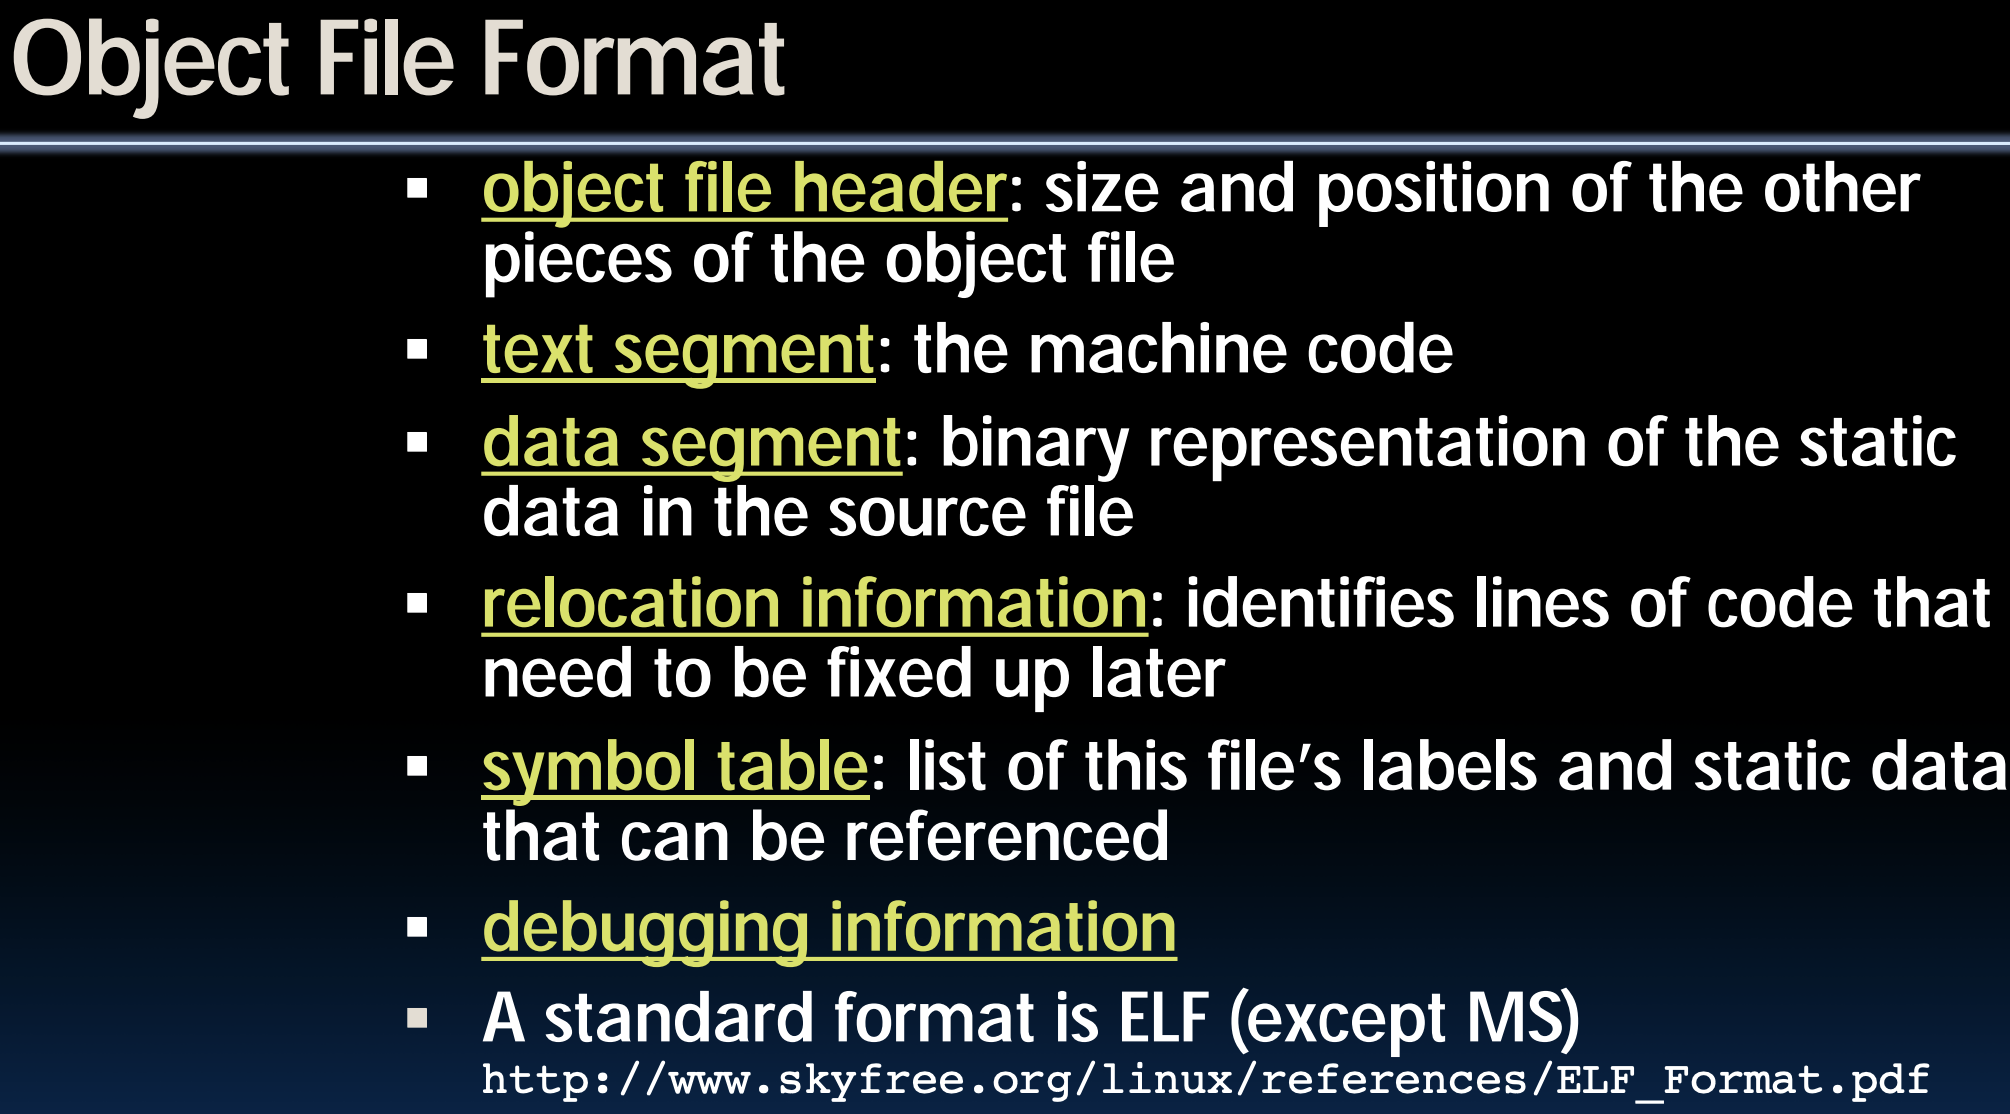 Object File Format
▪ object file header: size and position of the other
pieces of the object file
▪ text segment: the machine code
▪ data segment: binary representation of the static
data in the source file
▪ relocation information: identifies lines of code that
need to be fixed up later
▪ symbol table: list of this file’s labels and static data
that can be referenced
▪ debugging information
▪ A standard format is ELF (except MS)
http://www.skyfree.org/linux/references/ELF_Format.pdf